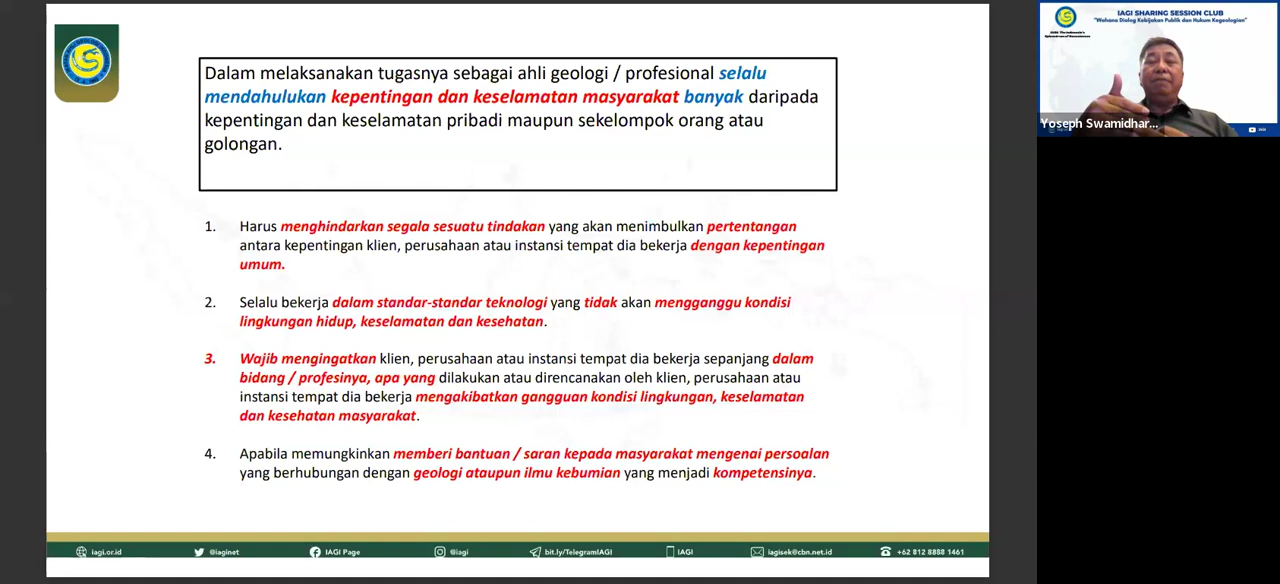 Dalam melaksanakan tugasnya sebagai ahli geologi / profesional selalu
mendahulukan kepentingan dan keselamatan masyarakat banyak daripada
kepentingan dan keselamatan pribadi maupun sekelompok orang atau
golongan.
1. Harus menghindarkan segala sesuatu tindakan yang akan menimbulkan pertentangan
antara kepentingan klien, perusahaan atau instansi tempat dia bekerja dengan kepentingan
umum.
2. Selalu bekerja dalam standar-standar teknologi yang tidak akan mengganggu kondisi
lingkungan hidup, keselamatan dan kesehatan.
3. Wajib mengingatkan klien, perusahaan atau instansi tempat dia bekerja sepanjang dalam
bidang / profesinya, apa yang dilakukan atau direncanakan oleh klien, perusahaan atau
instansi tempat dia bekerja mengakibatkan gangguan kondisi lingkungan, keselamatan
dan kesehatan masyarakat.
4. Apabila memungkinkan memberi bantuan / saran kepada masyarakat mengenai persoalan
yang berhubungan dengan geologi ataupun ilmu kebumian yang menjadi kompetensinya.
iagi.or.id @iaginet IAGI Page @iagi bit.ly/TelegramIAGI IAGI iagisek@cbn.net.id +62 812 8888 1461
IAGI SHARING SESSION CLUB
"Wahana Dialog Kebijakan Publik dan Hukum Kegeologian"
Yoseph Swamidhar...